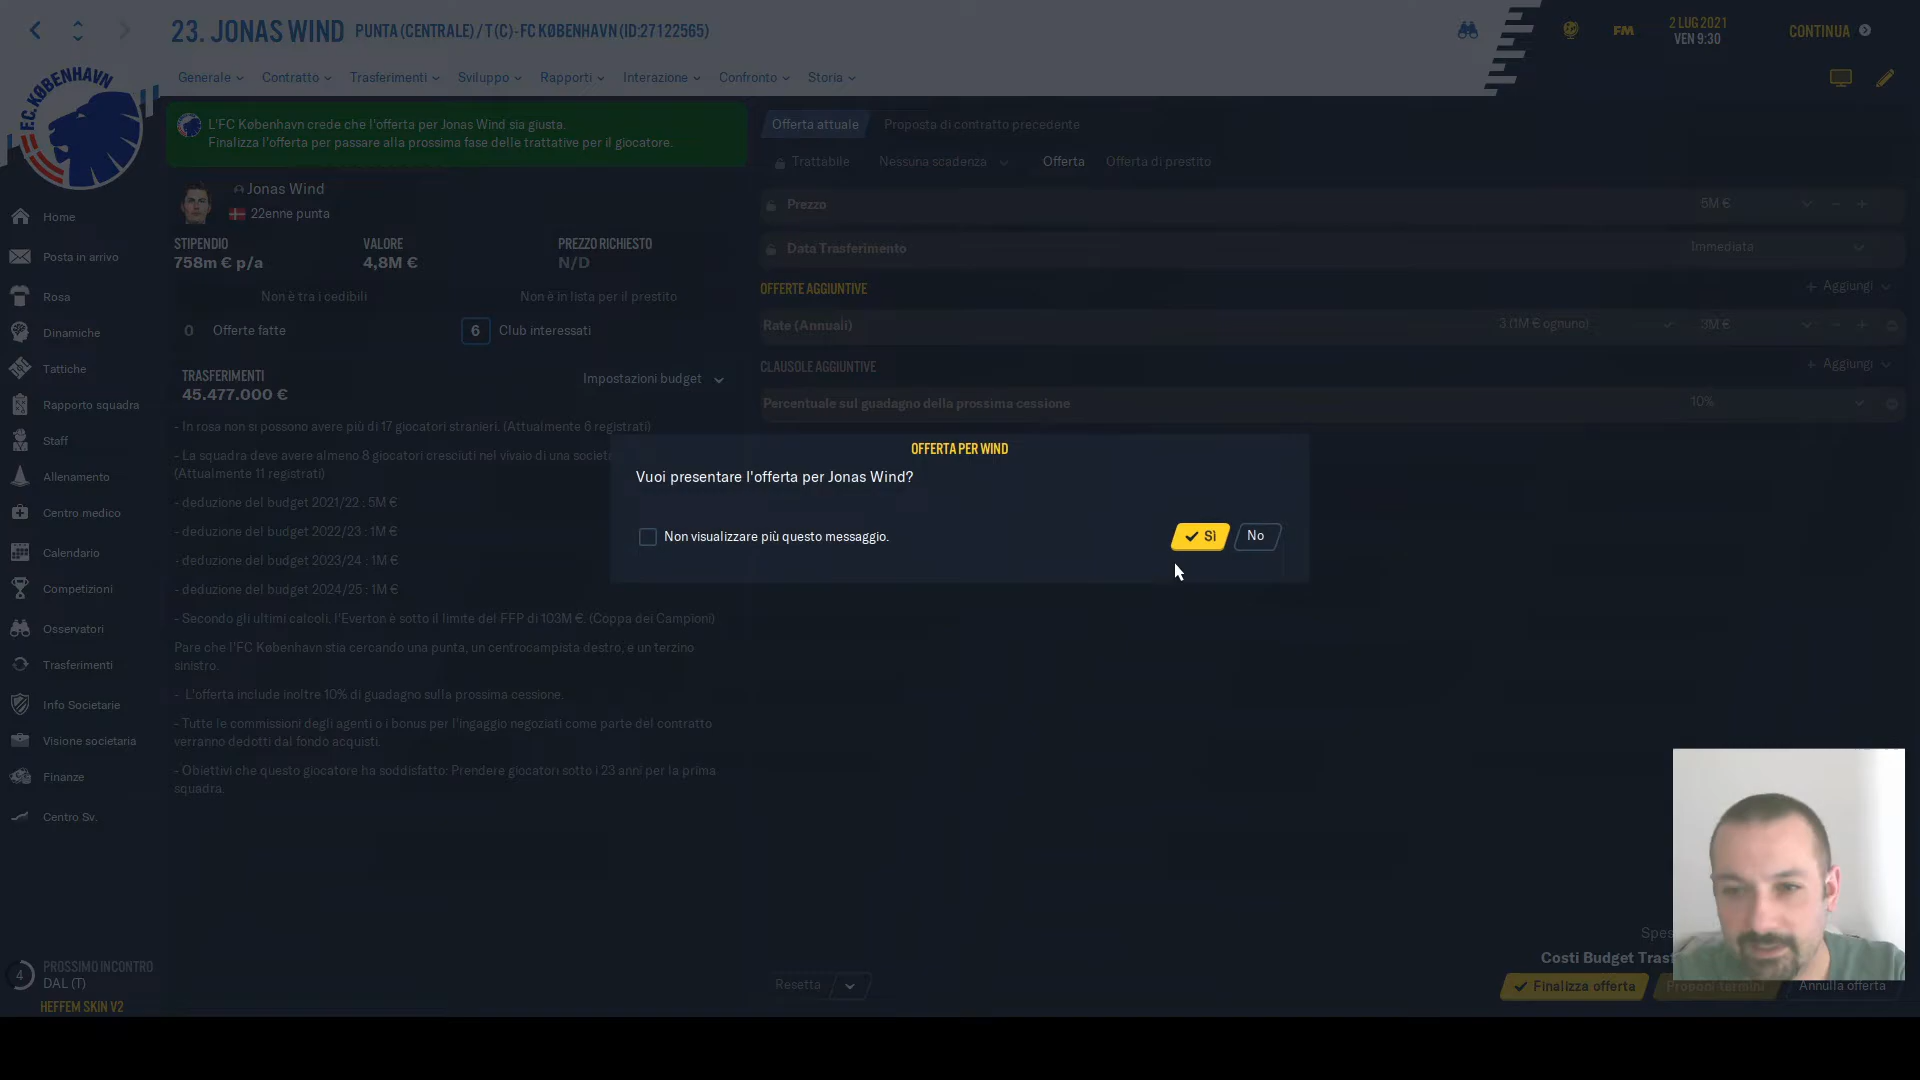 23. JONAS WIND PUNTA (CENTRALE) / T (C) - FC KØBENHAVN (ID:27122565)
FM
2 LUG 2021
VEN 9:30
CONTINUA
Generale Contratto Trasferimenti Sviluppo Rapporti Interazione Confronto Storia
F.C. KØBENHAVN
L'FC København crede che l'offerta per Jonas Wind sia giusta.
Finalizza l'offerta per passare alla prossima fase delle trattative per il giocatore.
Offerta attuale Proposta di contratto precedente
Trattabile Nessuna scadenza Offerta Offerta di prestito
Jonas Wind
22enne punta
Prezzo 5M €
STIPENDIO VALORE PREZZO RICHIESTO
758m € p/a 4,8M € N/D
Data Trasferimento Immediata
Non è tra i cedibili Non è in lista per il prestito
OFFERTE AGGIUNTIVE + Aggiungi
0 Offerte fatte 6 Club interessati
Rate (Annuali) 3 (1M € ognuno) 3M €
TRASFERIMENTI
45.477.000 €
Impostazioni budget
CLAUSOLE AGGIUNTIVE + Aggiungi
Percentuale sul guadagno della prossima cessione 10%
- In rosa non si possono avere più di 17 giocatori stranieri. (Attualmente 6 registrati)
- La squadra deve avere almeno 8 giocatori cresciuti nel vivaio di una societ
(Attualmente 11 registrati)
- deduzione del budget 2021/22 : 5M €
- deduzione del budget 2022/23 : 1M €
- deduzione del budget 2023/24 : 1M €
- deduzione del budget 2024/25 : 1M €
- Secondo gli ultimi calcoli, l'Everton è sotto il limite del FFP di 103M €. (Coppa dei Campioni)
Pare che l'FC København stia cercando una punta, un centrocampista destro, e un terzino
sinistro.
- L'offerta include inoltre 10% di guadagno sulla prossima cessione.
- Tutte le commissioni degli agenti o i bonus per l'ingaggio negoziati come parte del contratto
verranno dedotti dal fondo acquisti.
- Obiettivi che questo giocatore ha soddisfatto: Prendere giocatori sotto i 23 anni per la prima
squadra.
OFFERTA PER WIND
Vuoi presentare l'offerta per Jonas Wind?
Non visualizzare più questo messaggio.
Sì No
Home
Posta in arrivo
Rosa
Dinamiche
Tattiche
Rapporto squadra
Staff
Allenamento
Centro medico
Calendario
Competizioni
Osservatori
Trasferimenti
Info Societarie
Visione societaria
Finanze
Centro Sv.
4 PROSSIMO INCONTRO
DAL (T)
HEFFEM SKIN V2
Resetta
Spes
Costi Budget Trasf
Finalizza offerta Proponi termini Annulla offerta